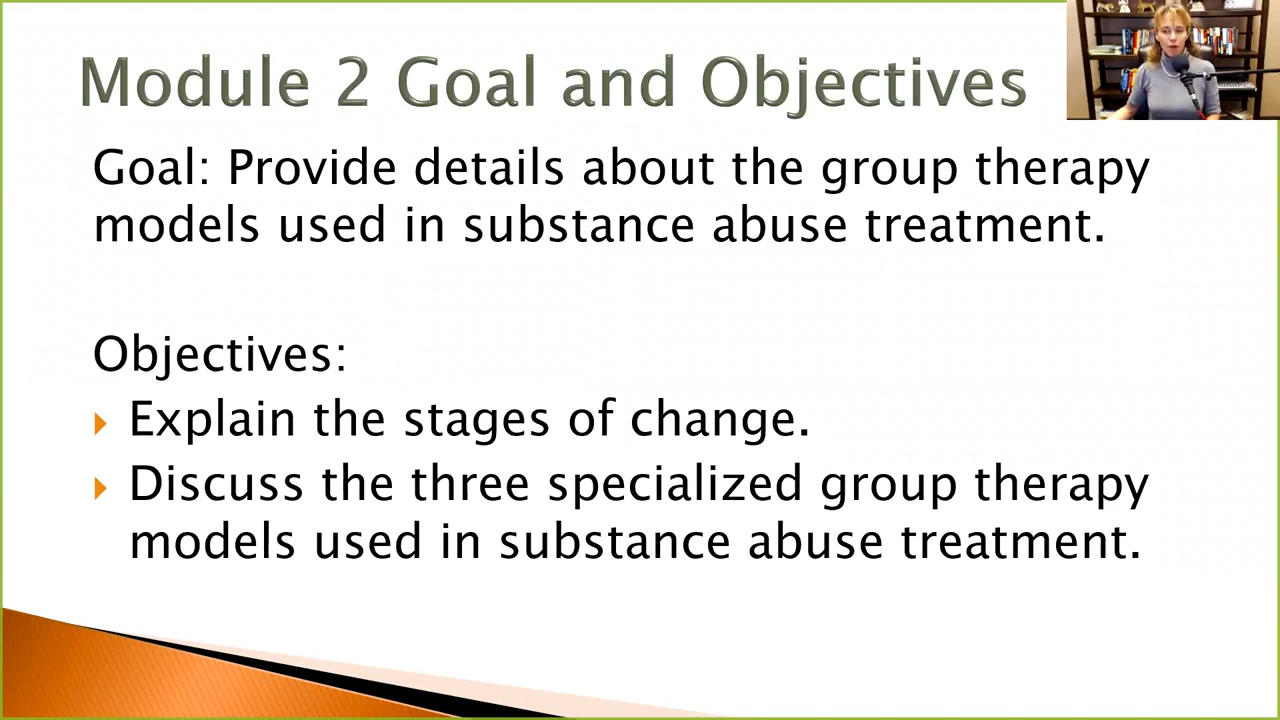 Module 2 Goal and Objectives
Goal: Provide details about the group therapy
models used in substance abuse treatment.
Objectives:
Explain the stages of change.
Discuss the three specialized group therapy
models used in substance abuse treatment.